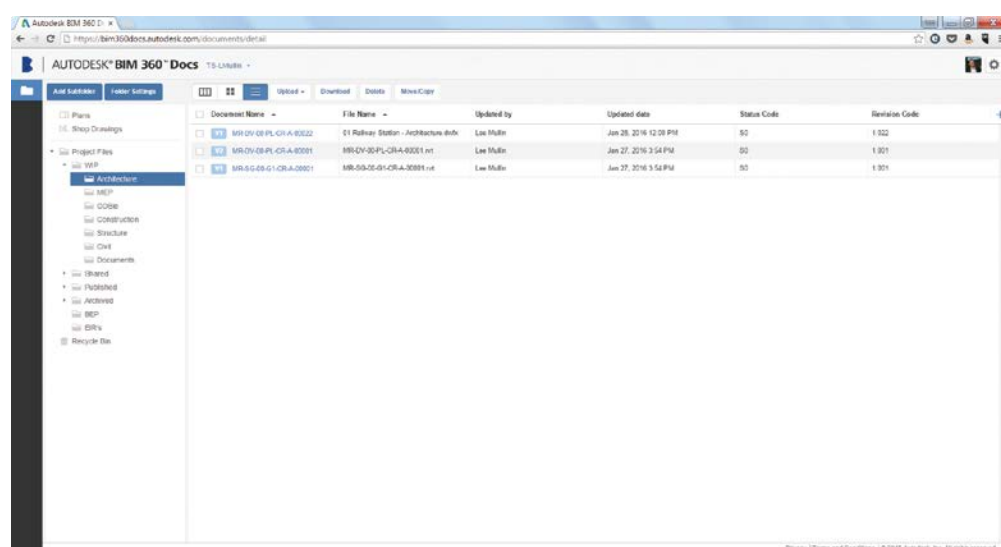 Autodesk BIM 360 D
https://bim360docs.autodesk.com/documents/detail
AUTODESK® BIM 360™ Docs
Add Subfolder Folder Settings Upload Download Delete Move/Copy
Plans
Shop Drawings
Project Files
WIP
Architecture
MEP
COBie
Construction
Structure
Civil
Documents
Shared
Published
Archived
BEP
EIR's
Recycle Bin
Document Name File Name Updated by Updated date Status Code Revision Code
V1 MR-DV-00-PL-CR-A-00022 01 Railway Station - Architecture.dwfx Lee Mullin Jan 28, 2016 12:08 PM S0 1.022
MR-DV-00-PL-CR-A-00001 MR-DV-00-PL-CR-A-00001.rvt Lee Mullin Jan 27, 2016 3:54 PM S0 1.001
MR-SG-00-G1-CR-A-00001 MR-SG-00-G1-CR-A-00001.rvt Lee Mullin Jan 27, 2016 3:54 PM S0 1.001